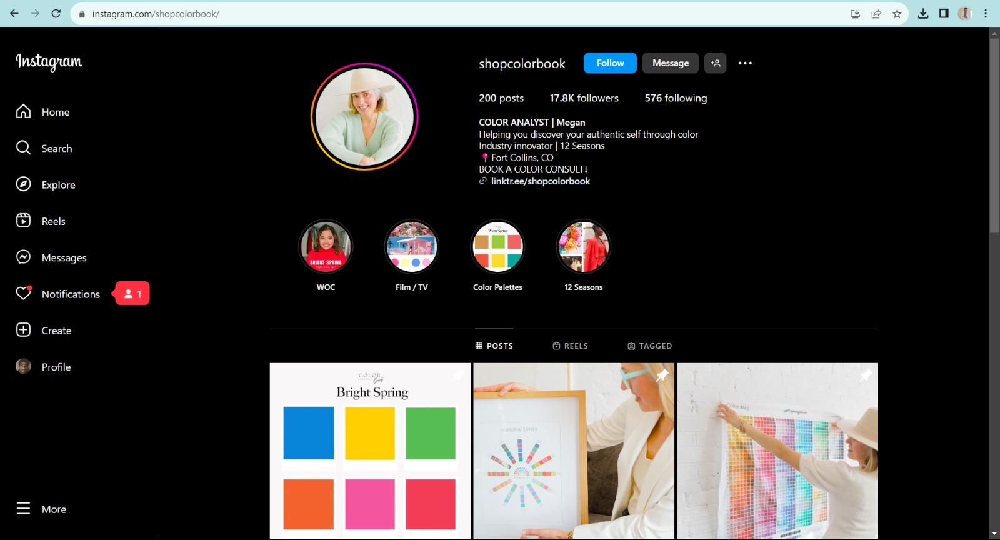 instagram.com/shopcolorbook/
Instagram
Home
Search
Explore
Reels
Messages
Notifications
1
Create
Profile
More
shopcolorbook
Follow
Message
200 posts
17.8K followers
576 following
COLOR ANALYST | Megan
Helping you discover your authentic self through color
Industry innovator | 12 Seasons
📍 Fort Collins, CO
BOOK A COLOR CONSULT⇂
linktr.ee/shopcolorbook
BRIGHT SPRING
Warm Spring
WOC
Film / TV
Color Palettes
12 Seasons
POSTS
REELS
TAGGED
COLOR
Book
Bright Spring
seasonal tones
Color Map